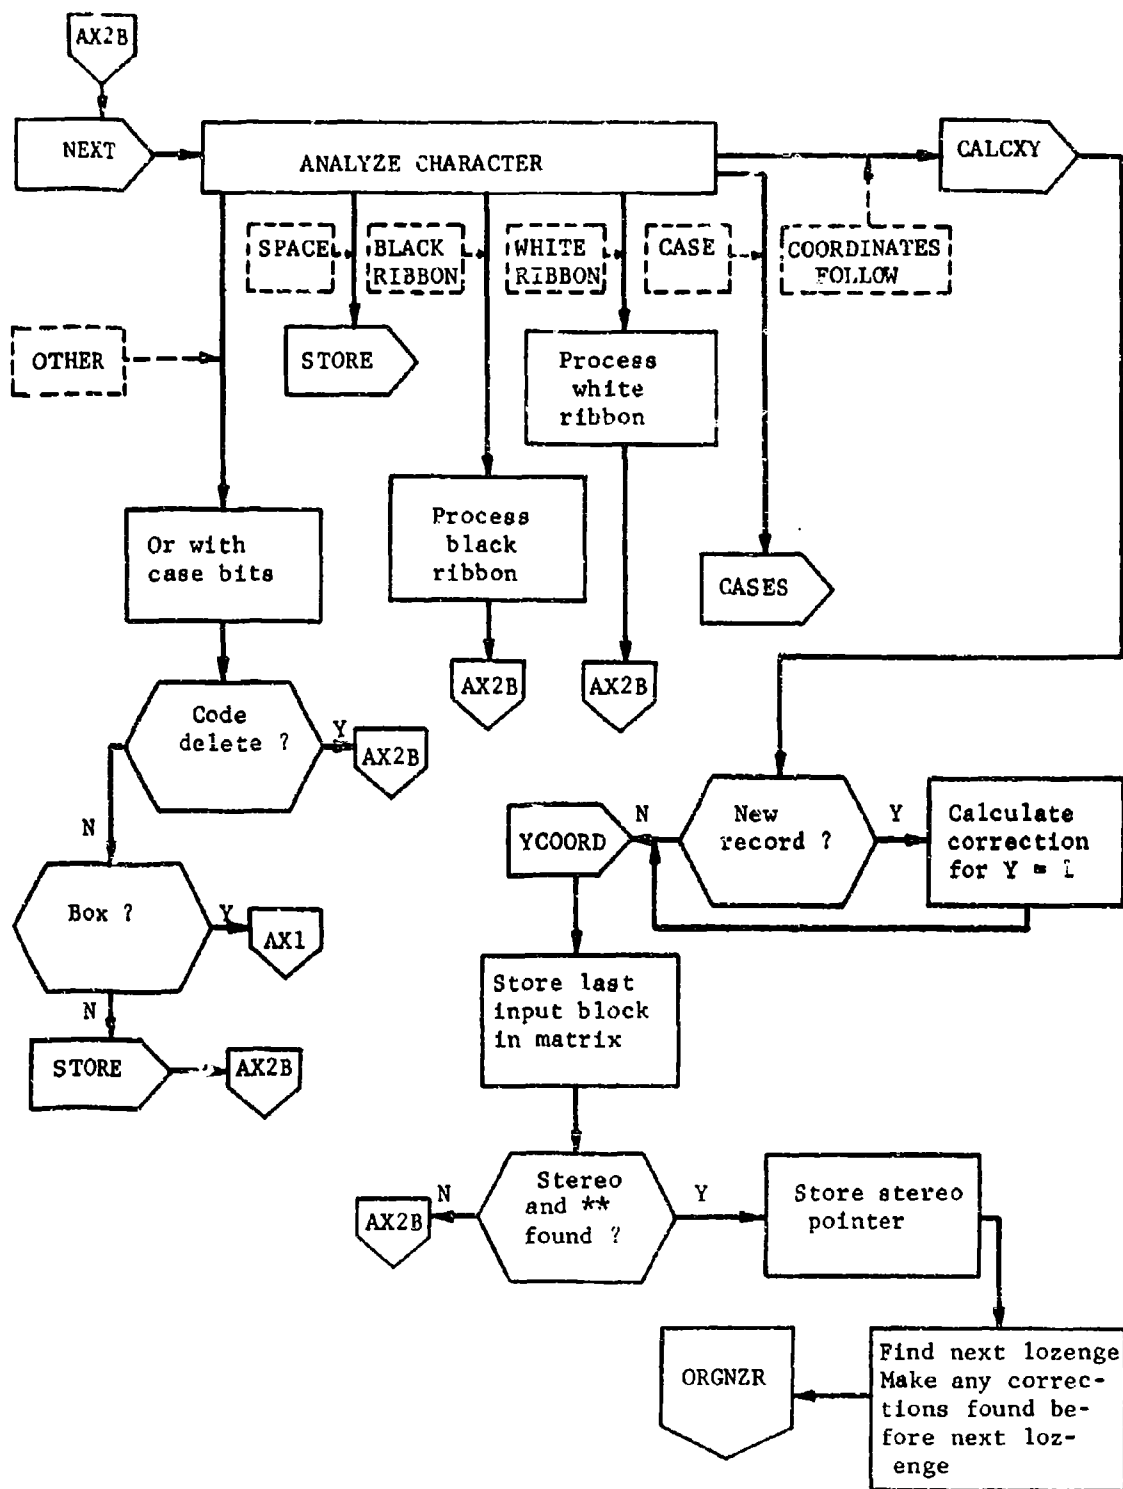 AX2B
NEXT
ANALYZE CHARACTER
CALCXY
SPACE
BLACK
RIBBON
WHITE
RIBBON
CASE
COORDINATES
FOLLOW
OTHER
STORE
Process
white
ribbon
Or with
case bits
Process
black
ribbon
CASES
AX2B
AX2B
Code
delete ?
Y
AX2B
N
Box ?
Y
AX1
N
STORE
AX2B
YCOORD
N
New
record ?
Y
Calculate
correction
for Y = 1
Store last
input block
in matrix
Stereo
and **
found ?
N
AX2B
Y
Store stereo
pointer
ORGNZR
Find next lozenge
Make any correc-
tions found be-
fore next loz-
enge